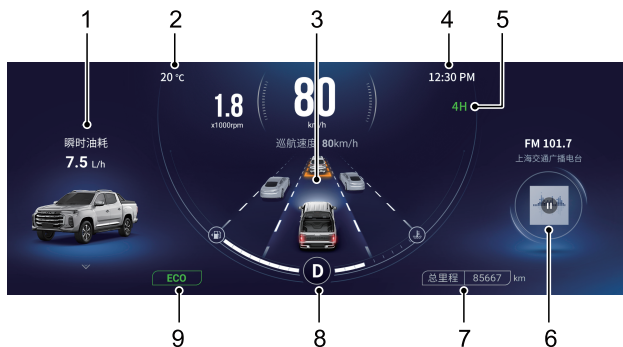 1
2
3
4
5
20 ℃
12:30 PM
80
km/h
1.8
x1000rpm
4H
瞬时油耗
7.5 L/h
巡航速度 80km/h
FM 101.7
上海交通广播电台
D
ECO
总里程 85667 km
9
8
7
6